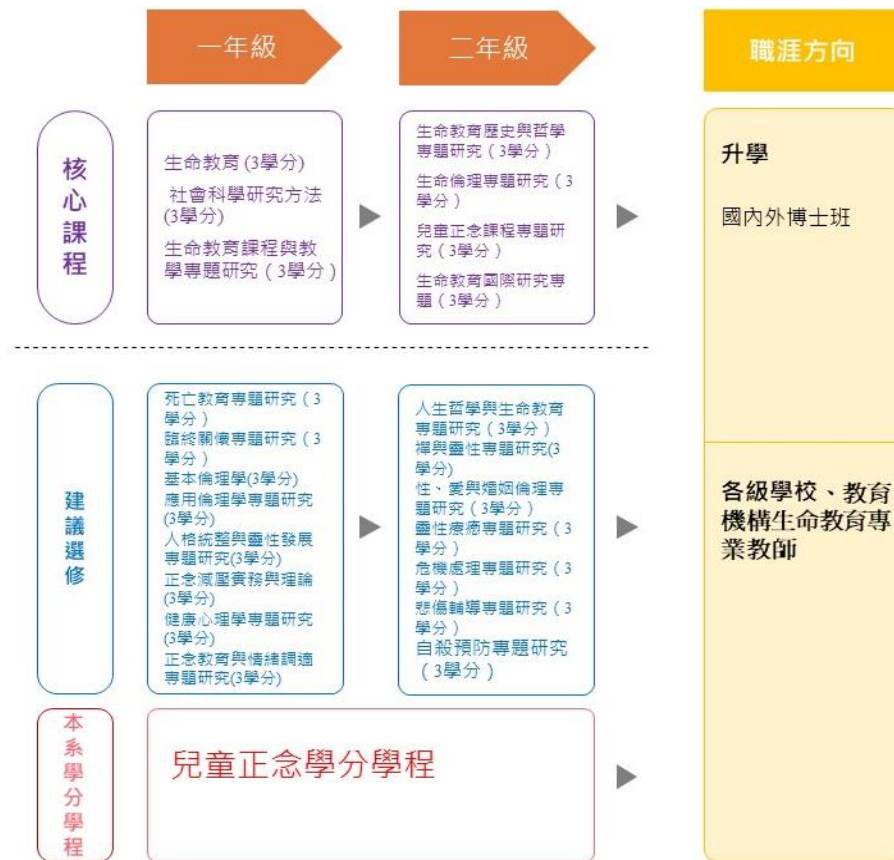 一年級
二年級
職涯方向
核
心
課
程
生命教育 (3學分)
社會科學研究方法
(3學分)
生命教育課程與教
學專題研究（3學分）
生命教育歷史與哲學
專題研究（3學分）
生命倫理專題研究（3
學分）
兒童正念課程專題研
究（3學分）
生命教育國際研究專
題（3學分）
升學
國內外博士班
建
議
選
修
死亡教育專題研究（3
學分）
臨終關懷專題研究（3
學分）
基本倫理學(3學分)
應用倫理學專題研究
(3學分)
人格統整與靈性發展
專題研究(3學分)
正念減壓實務與理論
(3學分)
健康心理學專題研究
(3學分)
正念教育與情緒調適
專題研究(3學分)
人生哲學與生命教育
專題研究（3學分）
禪與靈性專題研究(3
學分)
性、愛與婚姻倫理專
題研究（3學分）
靈性療癒專題研究（3
學分）
危機處理專題研究（3
學分）
悲傷輔導專題研究（3
學分）
自殺預防專題研究
（3學分）
各級學校、教育
機構生命教育專
業教師
本
系
學
分
學
程
兒童正念學分學程